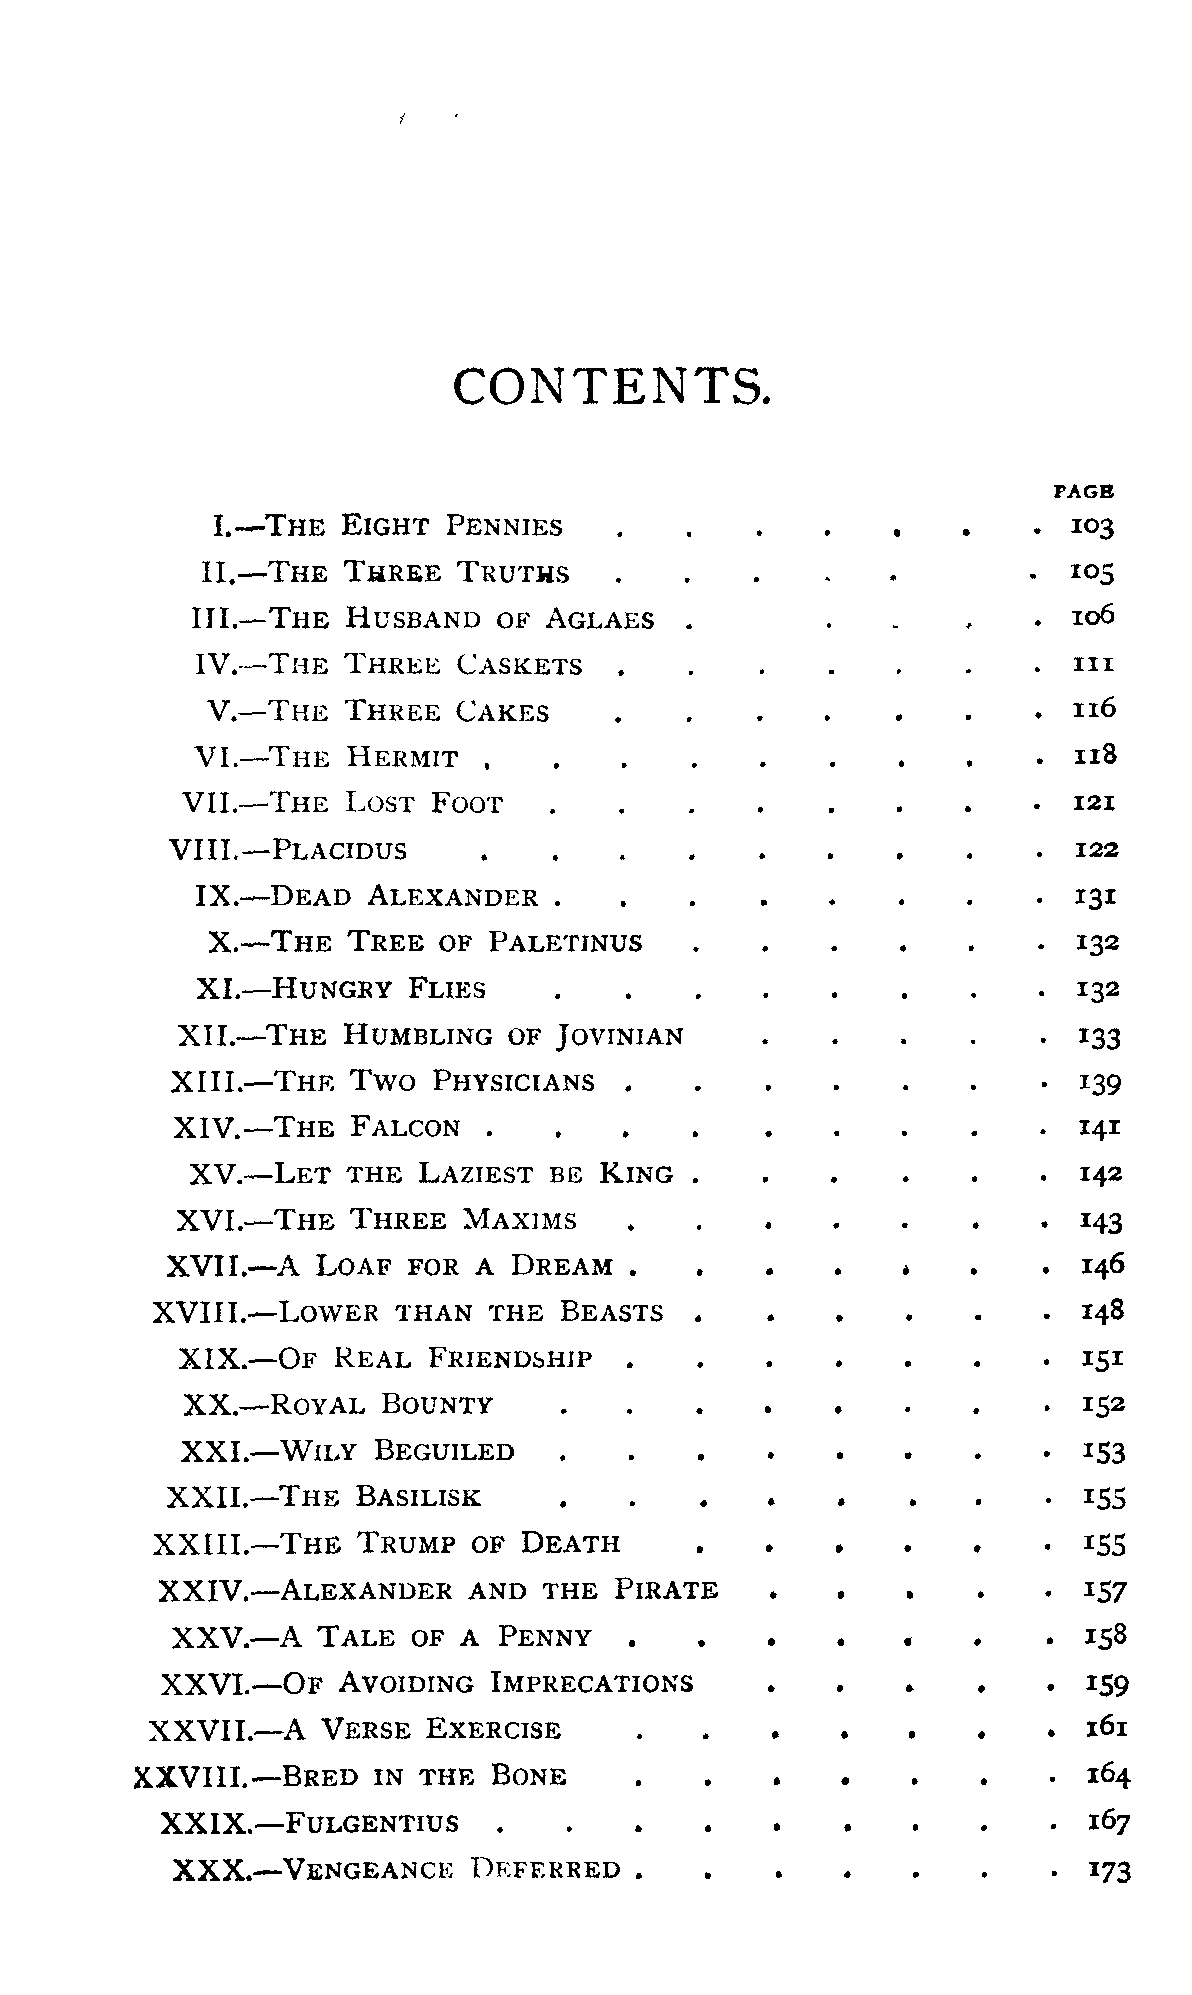 CONTENTS.
PAGE
I.—THE EIGHT PENNIES . . . . . . . 103
II.—THE THREE TRUTHS . . . . . . 105
III.—THE HUSBAND OF AGLAES . . . . . 106
IV.—THE THREE CASKETS . . . . . . . 111
V.—THE THREE CAKES . . . . . . . 116
VI.—THE HERMIT . . . . . . . . . 118
VII.—THE LOST FOOT . . . . . . . . 121
VIII.—PLACIDUS . . . . . . . . . 122
IX.—DEAD ALEXANDER . . . . . . . . 131
X.—THE TREE OF PALETINUS . . . . . . 132
XI.—HUNGRY FLIES . . . . . . . . 132
XII.—THE HUMBLING OF JOVINIAN . . . . . 133
XIII.—THE TWO PHYSICIANS . . . . . . . 139
XIV.—THE FALCON . . . . . . . . . 141
XV.—LET THE LAZIEST BE KING . . . . . . 142
XVI.—THE THREE MAXIMS . . . . . . . 143
XVII.—A LOAF FOR A DREAM . . . . . . . 146
XVIII.—LOWER THAN THE BEASTS . . . . . . 148
XIX.—OF REAL FRIENDSHIP . . . . . . . 151
XX.—ROYAL BOUNTY . . . . . . . . 152
XXI.—WILY BEGUILED . . . . . . . . 153
XXII.—THE BASILISK . . . . . . . . 155
XXIII.—THE TRUMP OF DEATH . . . . . . 155
XXIV.—ALEXANDER AND THE PIRATE . . . . . 157
XXV.—A TALE OF A PENNY . . . . . . . 158
XXVI.—OF AVOIDING IMPRECATIONS . . . . . 159
XXVII.—A VERSE EXERCISE . . . . . . . 161
XXVIII.—BRED IN THE BONE . . . . . . . 164
XXIX.—FULGENTIUS . . . . . . . . . 167
XXX.—VENGEANCE DEFERRED . . . . . . . 173